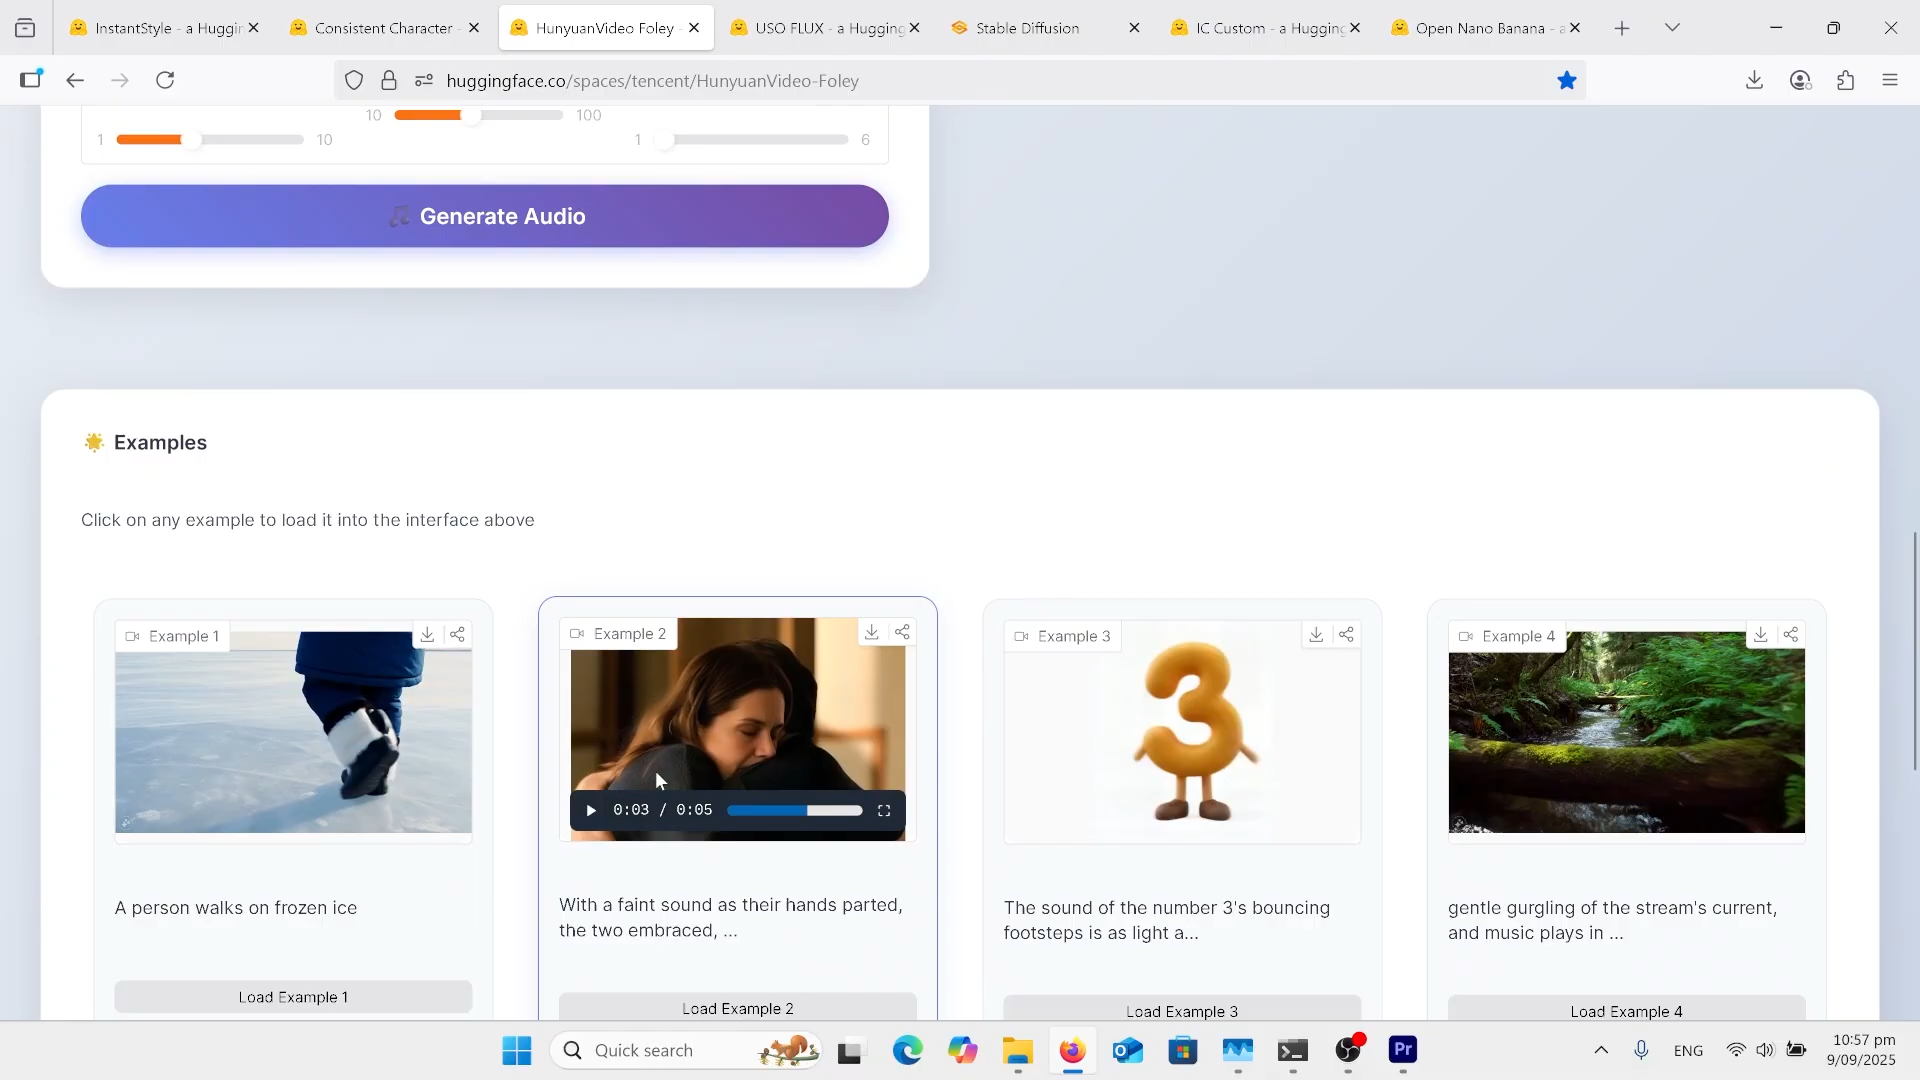 InstantStyle - a Huggin
Consistent Character -
HunyuanVideo Foley -
USO FLUX - a Hugging
Stable Diffusion
IC Custom - a Hugging
Open Nano Banana - a
huggingface.co/spaces/tencent/HunyuanVideo-Foley
10 100
1 10 1 6
Generate Audio
Examples
Click on any example to load it into the interface above
Example 1
Example 2
Example 3
Example 4
0:03 / 0:05
A person walks on frozen ice
With a faint sound as their hands parted,
the two embraced, ...
The sound of the number 3's bouncing
footsteps is as light a...
gentle gurgling of the stream's current,
and music plays in ...
Load Example 1
Load Example 2
Load Example 3
Load Example 4
Quick search
Pr
ENG
10:57 pm
9/09/2025